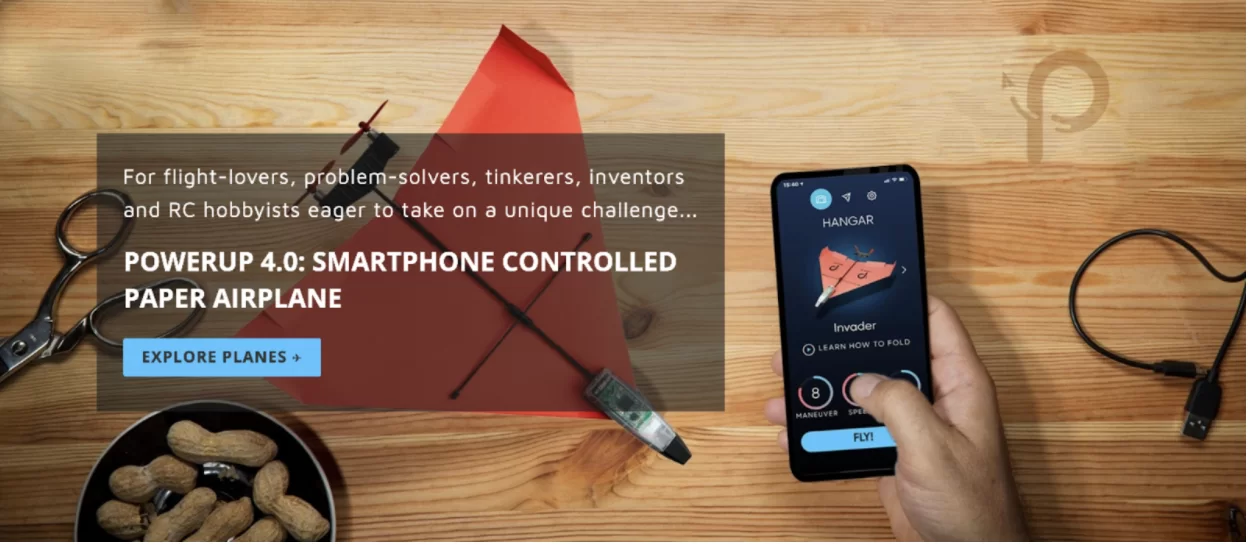 For flight-lovers, problem-solvers, tinkerers, inventors
and RC hobbyists eager to take on a unique challenge...
POWERUP 4.0: SMARTPHONE CONTROLLED
PAPER AIRPLANE
EXPLORE PLANES ✈
HANGAR
Invader
LEARN HOW TO FOLD
8
MANEUVER
FLY!